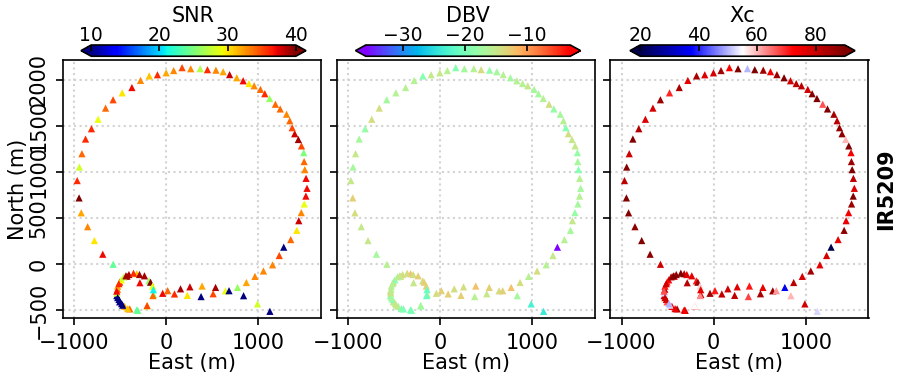 SNR DBV Xc
10 20 30 40 −30 −20 −10 20 40 60 80
North (m)
2000
1500
1000
500
0
−500
−1000 0 1000 −1000 0 1000 −1000 0 1000
East (m) East (m) East (m)
IR5209